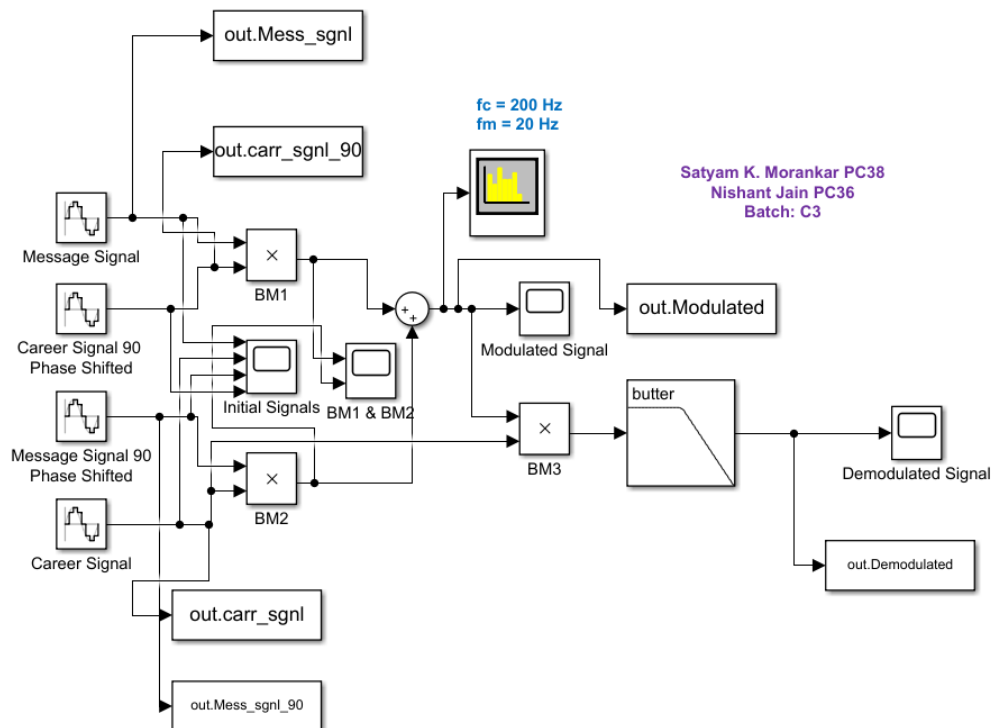 out.Mess_sgnl
fc = 200 Hz
fm = 20 Hz
out.carr_sgnl_90
Satyam K. Morankar PC38
Nishant Jain PC36
Batch: C3
Message Signal
×
BM1
Career Signal 90
Phase Shifted
+
+
out.Modulated
Modulated Signal
Initial Signals
BM1 & BM2
butter
Message Signal 90
Phase Shifted
×
BM3
Demodulated Signal
×
BM2
Career Signal
out.Demodulated
out.carr_sgnl
out.Mess_sgnl_90